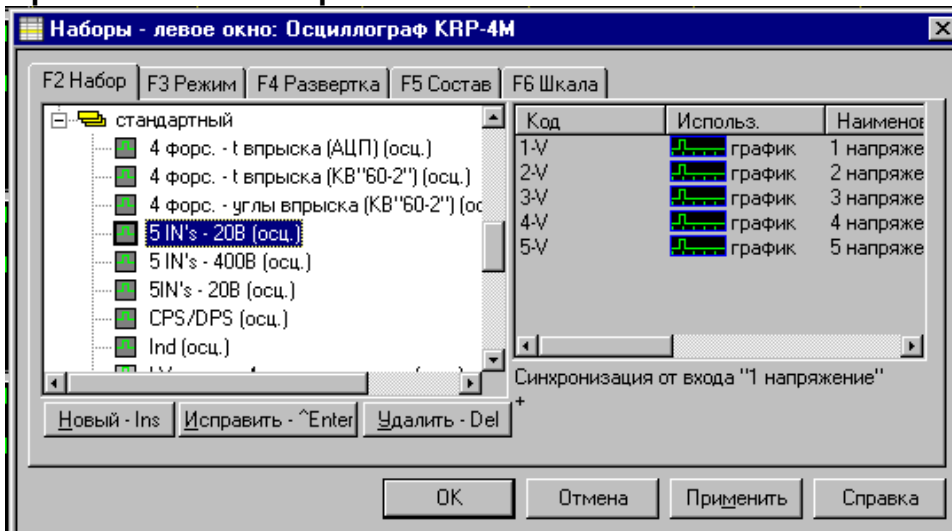 Наборы - левое окно: Осциллограф KRP-4M
F2 Набор F3 Режим F4 Развертка F5 Состав F6 Шкала
стандартный
4 форс. - t впрыска (АЦП) (осц.)
4 форс. - t впрыска (КВ"60-2") (осц.)
4 форс. - углы впрыска (КВ"60-2") (ос
5 IN's - 20В (осц.)
5 IN's - 400В (осц.)
5IN's - 20В (осц.)
CPS/DPS (осц.)
Ind (осц.)
Код Использ. Наименов
1-V график 1 напряже
2-V график 2 напряже
3-V график 3 напряже
4-V график 4 напряже
5-V график 5 напряже
Синхронизация от входа "1 напряжение"
+
Новый - Ins Исправить - ^Enter Удалить - Del
OK Отмена Применить Справка